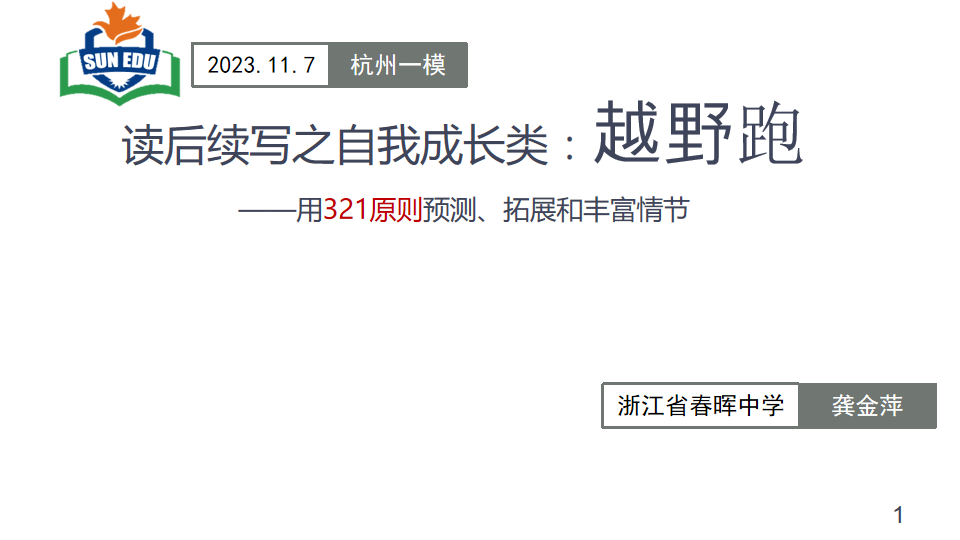 SUN EDU
2023.11.7 杭州一模
读后续写之自我成长类：越野跑
——用321原则预测、拓展和丰富情节
浙江省春晖中学 龚金萍
1